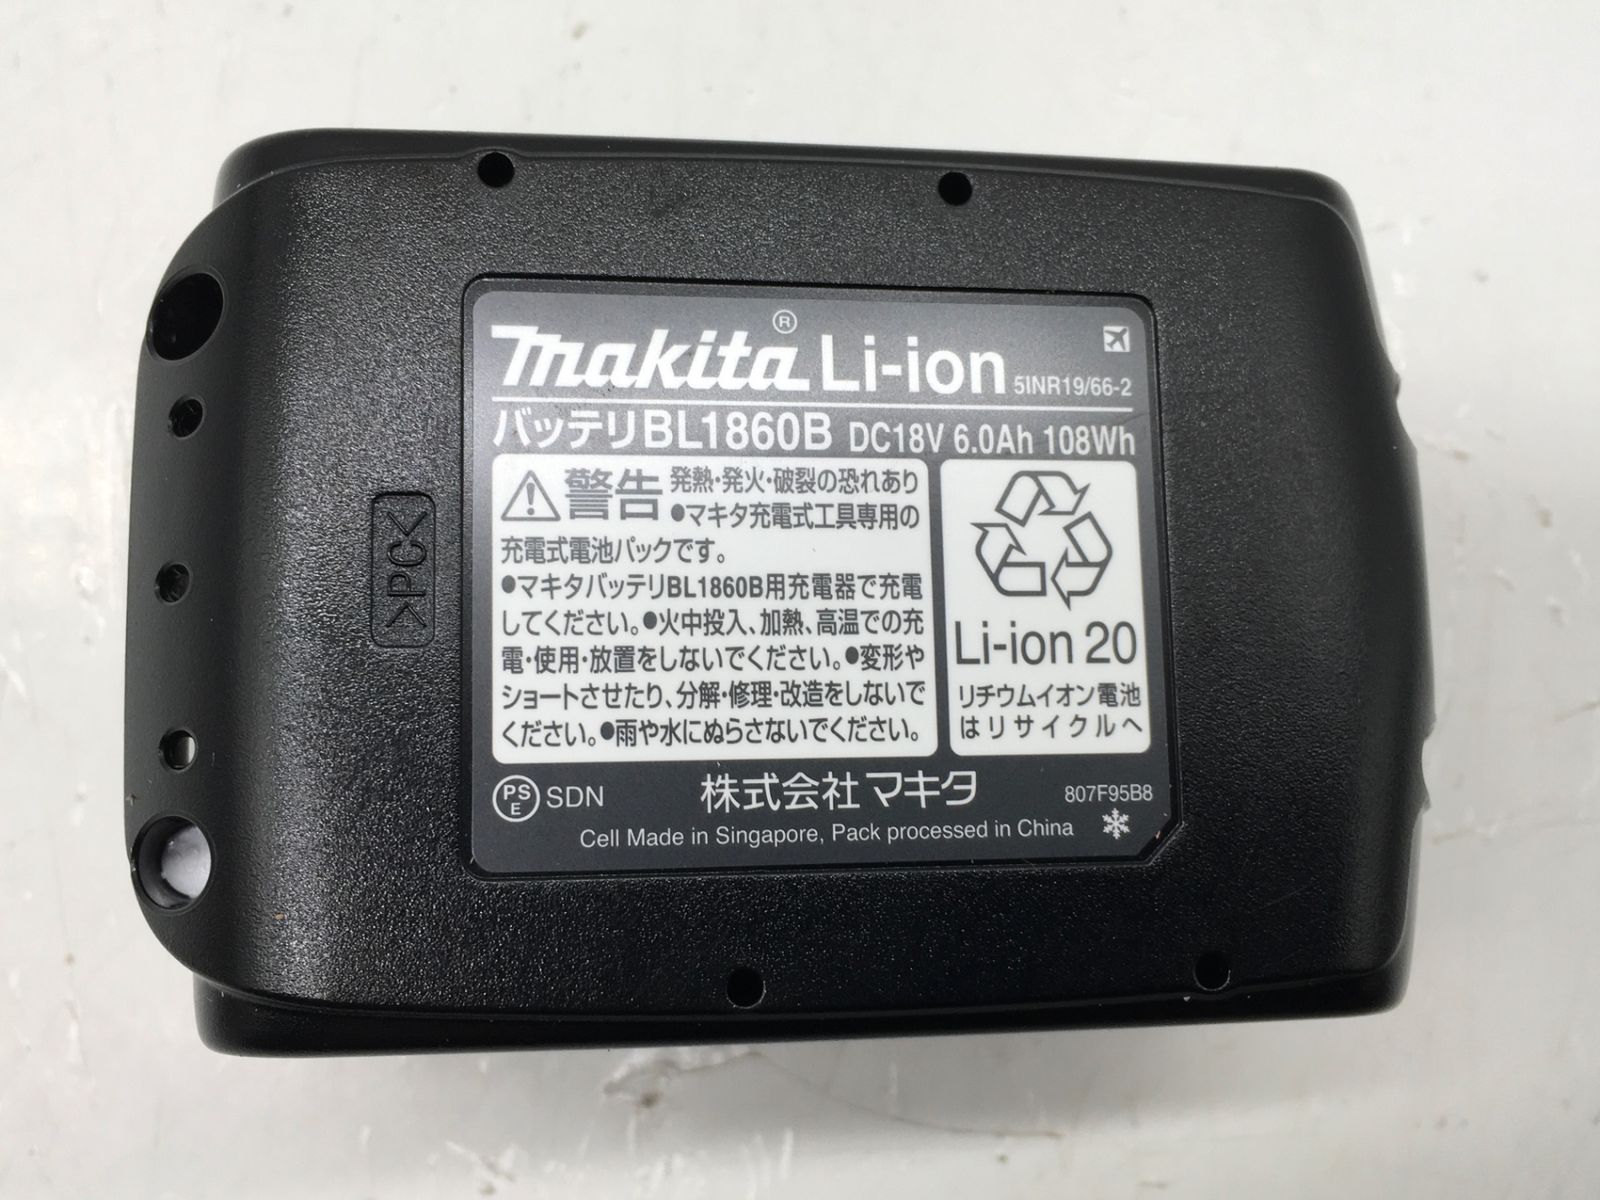 makita® Li-ion 5INR19/66-2
バッテリBL1860B DC18V 6.0Ah 108Wh
警告 発熱・発火・破裂の恐れあり
●マキタ充電式工具専用の
充電式電池パックです。
●マキタバッテリBL1860B用充電器で充電
してください。●火中投入、加熱、高温での充
電・使用・放置をしないでください。●変形や
ショートさせたり、分解・修理・改造をしないで
ください。●雨や水にぬらさないでください。
Li-ion 20
リチウムイオン電池
はリサイクルへ
PS
E
SDN 株式会社マキタ 807F95B8
Cell Made in Singapore, Pack processed in China
>PC<